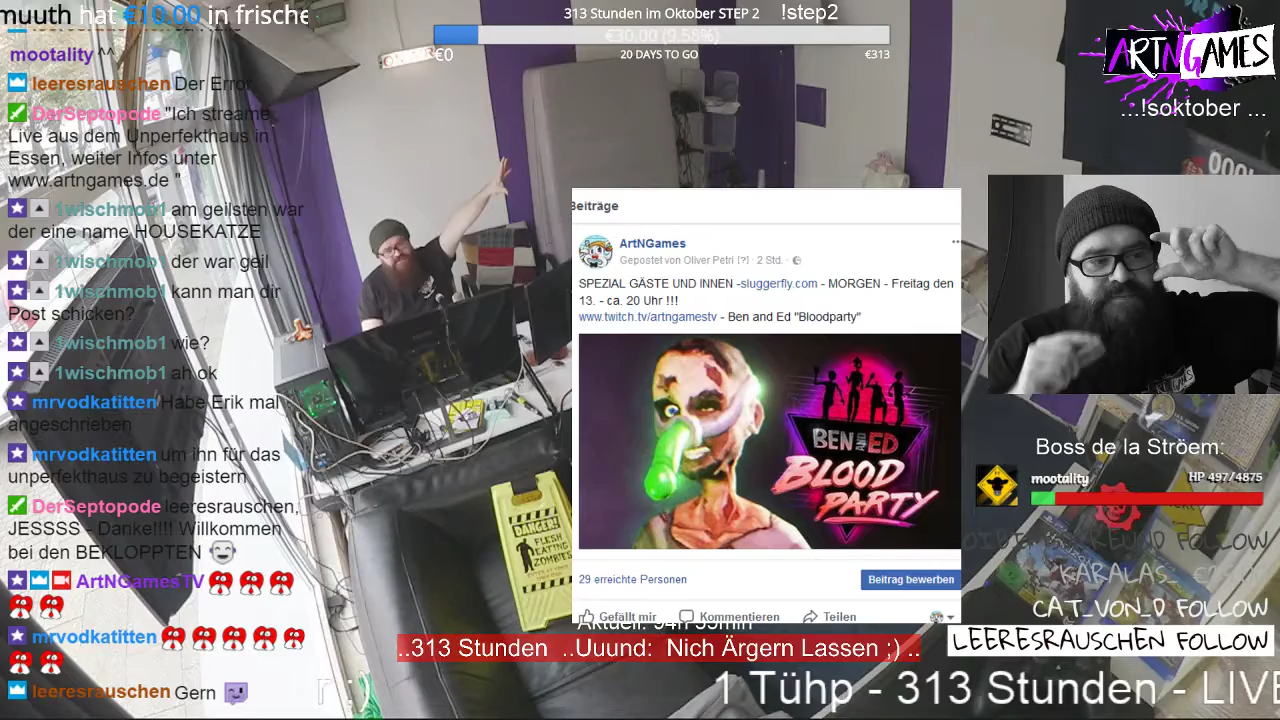 muuth hat €10.00 in frische
313 Stunden im Oktober STEP 2 !step2
€30.00 (9.58%)
€0
20 DAYS TO GO
€313
ARTNGAMES
...!soktober ...
mootality ^^
leeresrauschen Der Error
DerSeptopode "Ich streame
Live aus dem Unperfekthaus in
Essen, weiter Infos unter
www.artngames.de "
1wischmob1 am geilsten war
der eine name HOUSEKATZE
1wischmob1 der war geil
1wischmob1 kann man dir
Post schicken?
1wischmob1 wie?
1wischmob1 ah ok
mrvodkatitten Habe Erik mal
angeschrieben
mrvodkatitten um ihn für das
unperfekthaus zu begeistern
DerSeptopode leeresrauschen,
JESSSS - Danke!!!! Willkommen
bei den BEKLOPPTEN
ArtNGamesTV
mrvodkatitten
leeresrauschen Gern
Beiträge
ArtNGames
Gepostet von Oliver Petri [?] · 2 Std. ·
SPEZIAL GÄSTE UND INNEN -sluggerfly.com - MORGEN - Freitag den
13. - ca. 20 Uhr !!!
www.twitch.tv/artngamestv - Ben and Ed "Bloodparty"
BEN AND ED
BLOOD
PARTY
29 erreichte Personen
Beitrag bewerben
Gefällt mir Kommentieren Teilen
DANGER!
FLESH
EATING
ZOMBIES
Boss de la Ströem:
mootality HP 497/4875
FOLLOW
KARALAS_
CAT_VON_D FOLLOW
LEERESRAUSCHEN FOLLOW
..313 Stunden ..Uuund: Nich Ärgern Lassen ;) ..
1 Tühp - 313 Stunden - LIVE